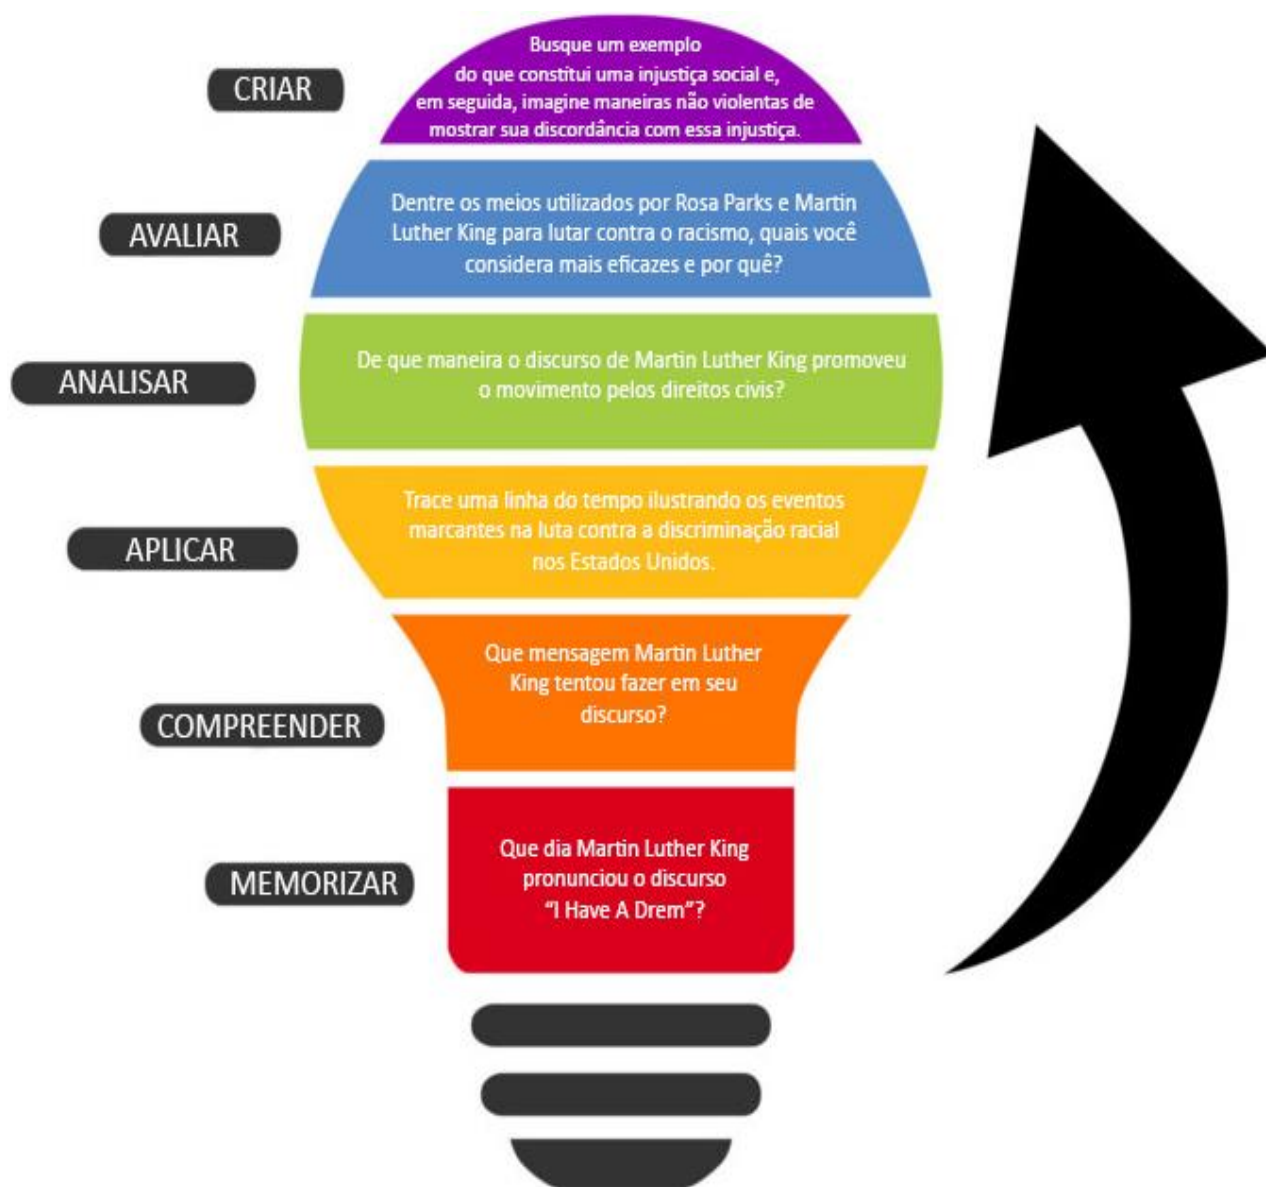 CRIAR
Busque um exemplo
do que constitui uma injustiça social e,
em seguida, imagine maneiras não violentas de
mostrar sua discordância com essa injustiça.
AVALIAR
Dentre os meios utilizados por Rosa Parks e Martin
Luther King para lutar contra o racismo, quais você
considera mais eficazes e por quê?
ANALISAR
De que maneira o discurso de Martin Luther King promoveu
o movimento pelos direitos civis?
APLICAR
Trace uma linha do tempo ilustrando os eventos
marcantes na luta contra a discriminação racial
nos Estados Unidos.
COMPREENDER
Que mensagem Martin Luther
King tentou fazer em seu
discurso?
MEMORIZAR
Que dia Martin Luther King
pronunciou o discurso
“I Have A Drem”?